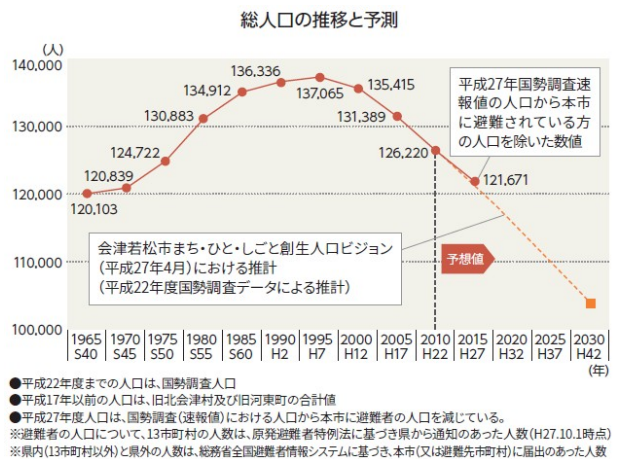 総人口の推移と予測
(人)
140,000
130,000
120,000
110,000
100,000
120,103
120,839
124,722
130,883
134,912
136,336
137,065
135,415
131,389
126,220
121,671
平成27年国勢調査速
報値の人口から本市
に避難されている方
の人口を除いた数値
会津若松市まち・ひと・しごと創生人口ビジョン
(平成27年4月)における推計
(平成22年度国勢調査データによる推計)
予想値
1965 1970 1975 1980 1985 1990 1995 2000 2005 2010 2015 2020 2025 2030
S40 S45 S50 S55 S60 H2 H7 H12 H17 H22 H27 H32 H37 H42
(年)
●平成22年度までの人口は、国勢調査人口
●平成17年以前の人口は、旧北会津村及び旧河東町の合計値
●平成27年度人口は、国勢調査(速報値)における人口から本市に避難者の人口を減じている。
※避難者の人口について、13市町村の人数は、原発避難者特例法に基づき県から通知のあった人数(H27.10.1時点)
※県内(13市町村以外)と県外の人数は、総務省全国避難者情報システムに基づき、本市(又は避難先市町村)に届出のあった人数